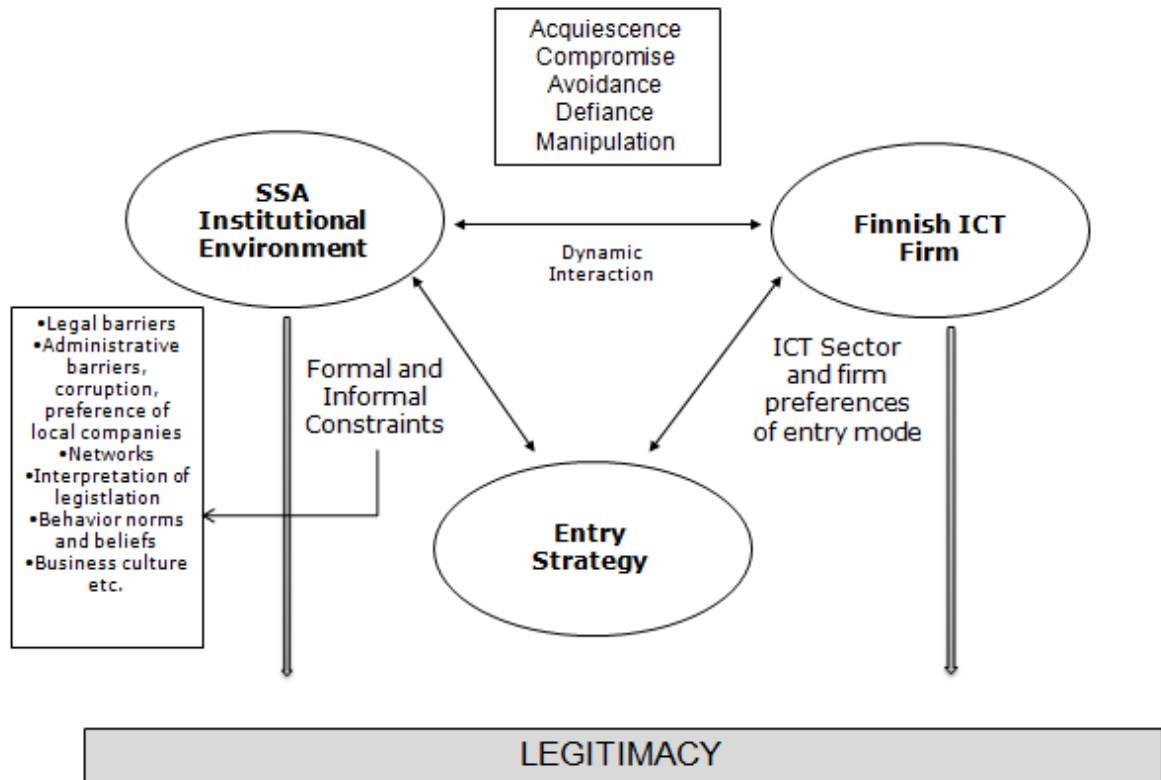 Acquiescence
Compromise
Avoidance
Defiance
Manipulation
SSA
Institutional
Environment
Finnish ICT
Firm
Dynamic
Interaction
•Legal barriers
•Administrative
barriers,
corruption,
preference of
local companies
•Networks
•Interpretation of
legistlation
•Behavior norms
and beliefs
•Business culture
etc.
Formal and
Informal
Constraints
ICT Sector
and firm
preferences
of entry mode
Entry
Strategy
LEGITIMACY